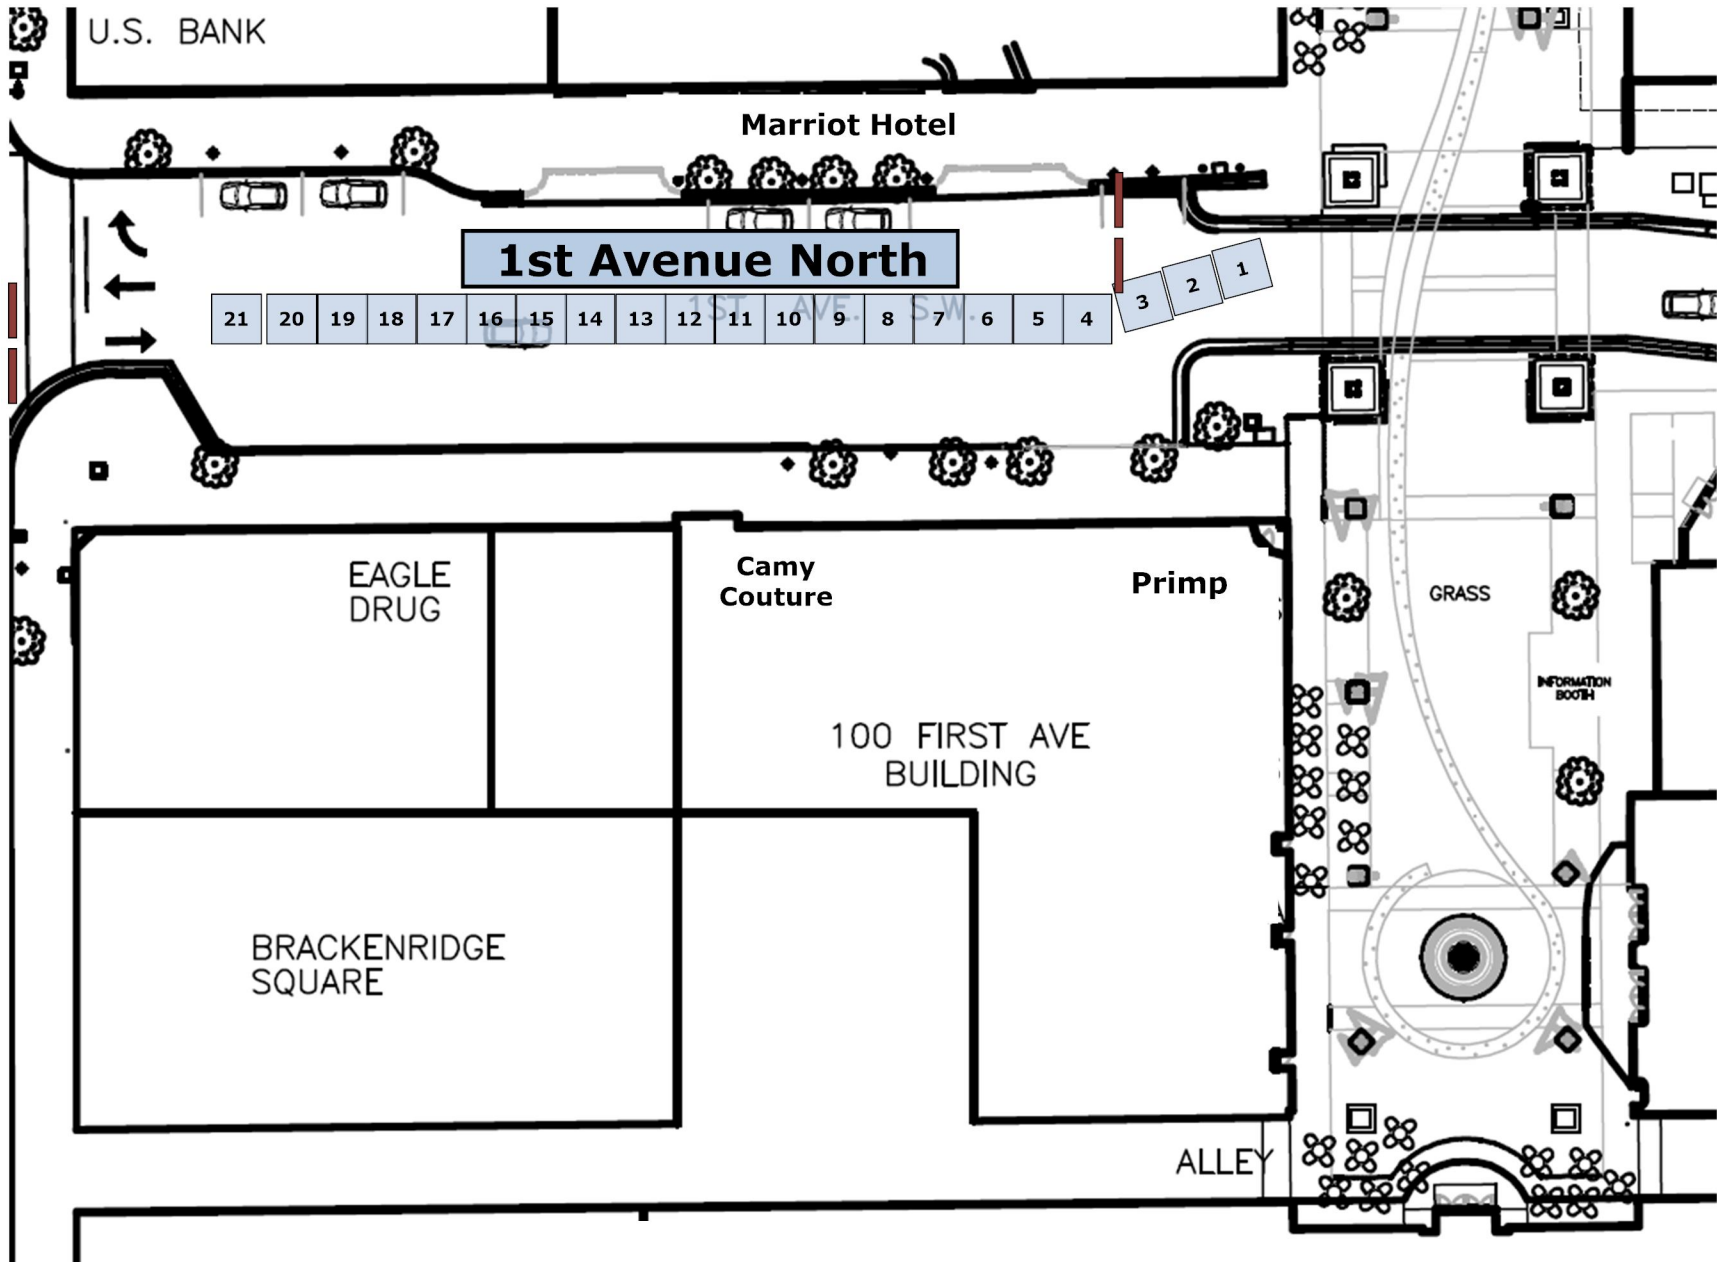 U.S. BANK
Marriot Hotel
1st Avenue North
1ST AVE. S.W.
21 20 19 18 17 16 15 14 13 12 11 10 9 8 7 6 5 4 3 2 1
EAGLE
DRUG
Camy
Couture
Primp
GRASS
INFORMATION
BOOTH
100 FIRST AVE
BUILDING
BRACKENRIDGE
SQUARE
ALLEY